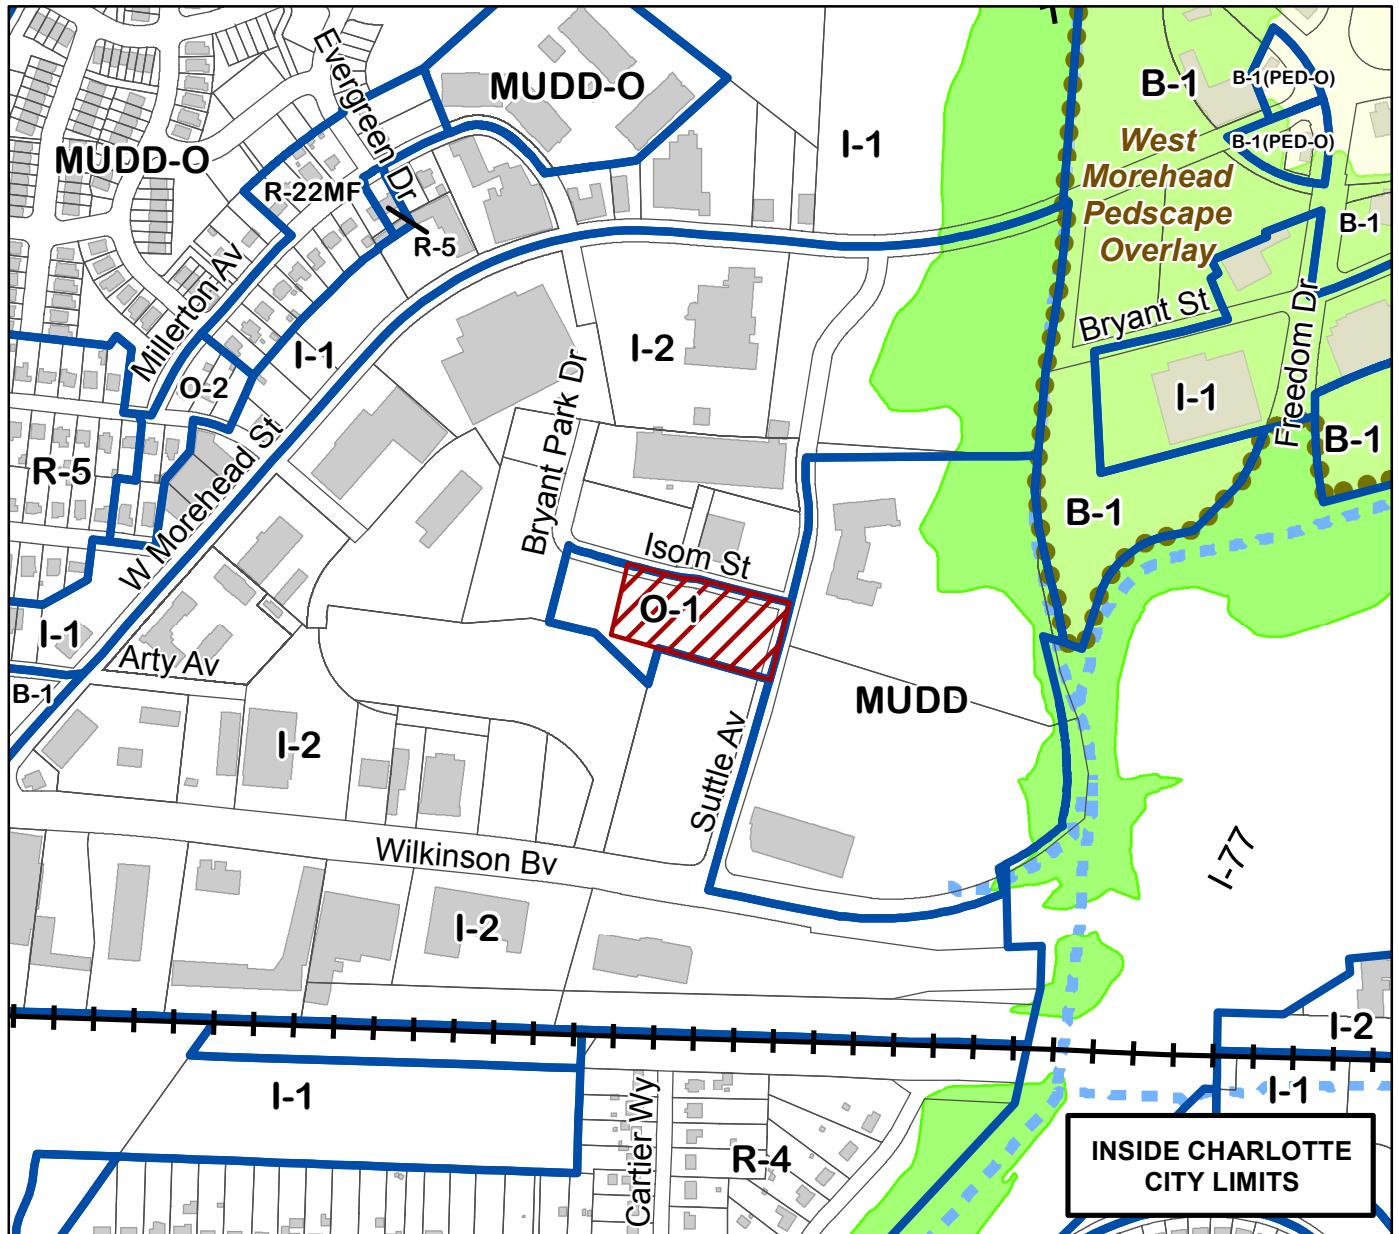 Evergreen Dr
MUDD-O
B-1
B-1(PED-O)
I-1
West
Morehead
Pedscape
Overlay
B-1(PED-O)
MUDD-O
R-22MF
R-5
B-1
Millerton Av
Bryant St
Freedom Dr
I-1
I-2
O-2
Bryant Park Dr
I-1
B-1
R-5
W Morehead St
B-1
Isom St
O-1
I-1
Arty Av
B-1
MUDD
I-2
Suttle Av
Wilkinson Bv
I-77
I-2
I-2
I-1
I-1
Cartier Wy
R-4
INSIDE CHARLOTTE
CITY LIMITS